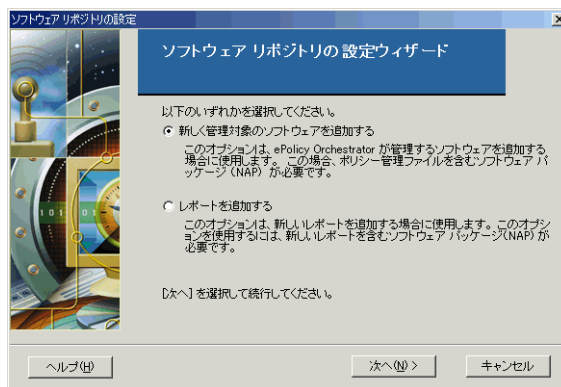 ソフトウェア リポジトリの設定
ソフトウェア リポジトリの設定ウィザード
以下のいずれかを選択してください。
新しく管理対象のソフトウェアを追加する
このオプションは、ePolicy Orchestrator が管理するソフトウェアを追加する
場合に使用します。 この場合、ポリシー管理ファイルを含むソフトウェア パ
ッケージ (NAP) が必要です。
レポートを追加する
このオプションは、新しいレポートを追加する場合に使用します。このオプシ
ョンを使用するには、新しいレポートを含むソフトウェア パッケージ(NAP) が
必要です。
[次へ] を選択して続行してください。
ヘルプ(H)
次へ(N) >
キャンセル